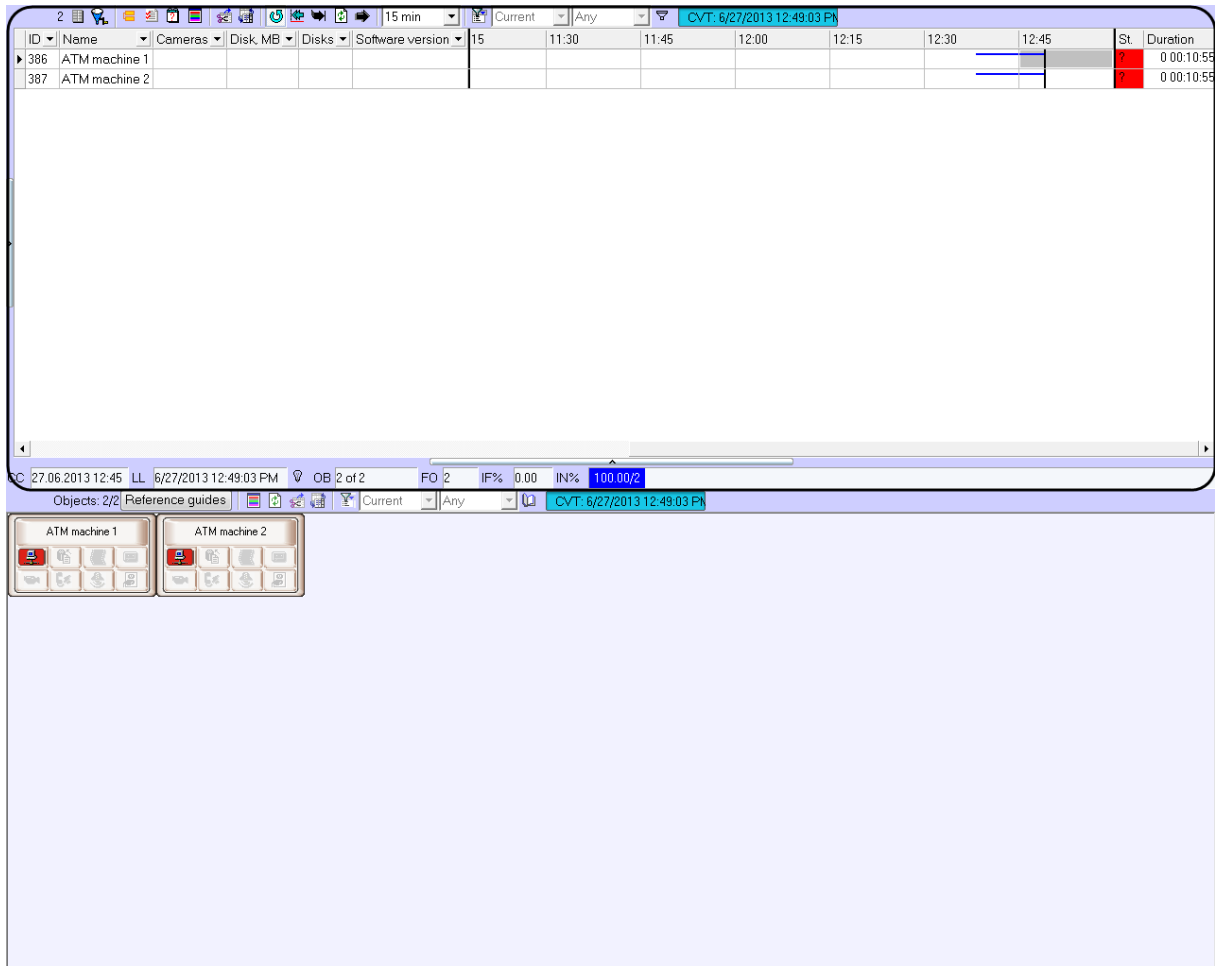 2 15 min Current Any CVT: 6/27/2013 12:49:03 PM
ID Name Cameras Disk, MB Disks Software version 15 11:30 11:45 12:00 12:15 12:30 12:45 St. Duration
386 ATM machine 1 ? 0 00:10:55
387 ATM machine 2 ? 0 00:10:55
CC 27.06.2013 12:45 LL 6/27/2013 12:49:03 PM OB 2 of 2 FO 2 IF% 0.00 IN% 100.00/2
Objects: 2/2 Reference guides Current Any CVT: 6/27/2013 12:49:03 PM
ATM machine 1 ATM machine 2